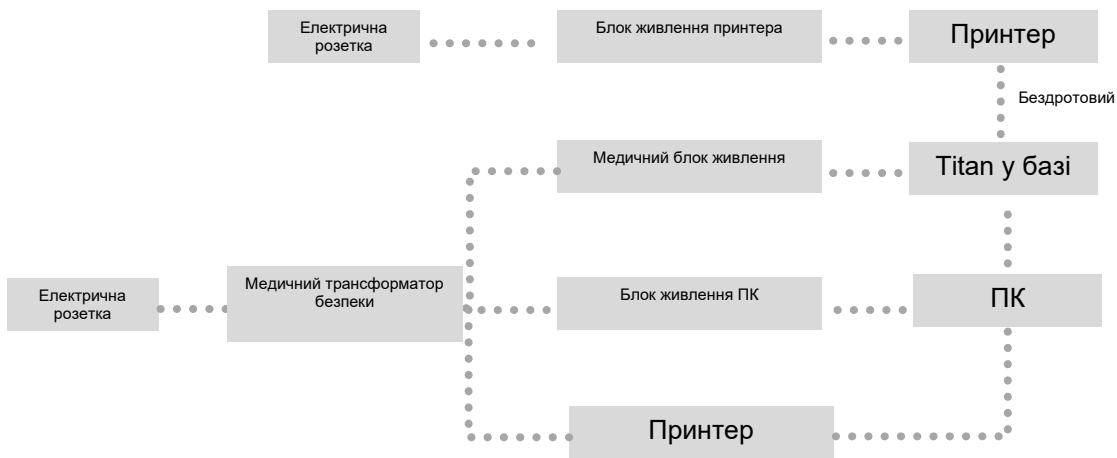 Електрична
розетка
Блок живлення принтера
Принтер
Бездротовий
Медичний блок живлення
Titan у базі
Електрична
розетка
Медичний трансформатор
безпеки
Блок живлення ПК
ПК
Принтер